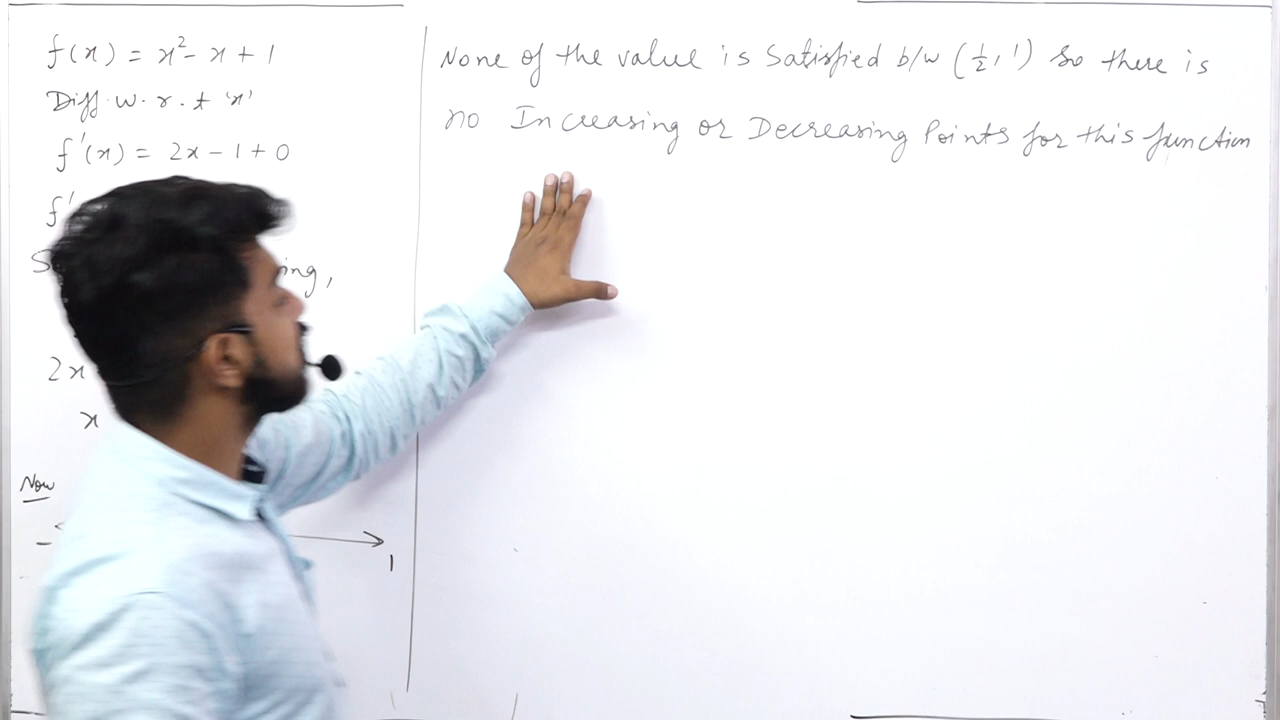 f(x) = x² - x + 1
Diff. w. r. t 'x'
f'(x) = 2x - 1 + 0
f'
ing,
2x
x
Now
-
1
None of the value is Satisfied b/w (1/2, 1) so there is
no Increasing or Decreasing Points for this function